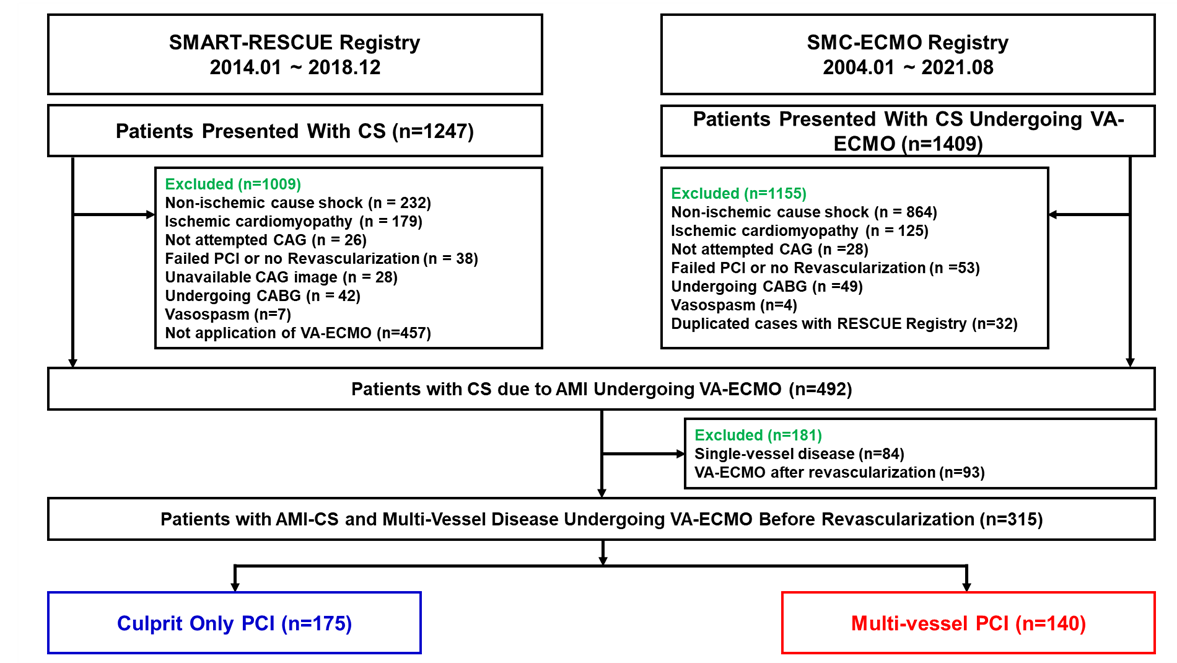 SMART-RESCUE Registry
2014.01 ~ 2018.12
SMC-ECMO Registry
2004.01 ~ 2021.08
Patients Presented With CS (n=1247)
Patients Presented With CS Undergoing VA-
ECMO (n=1409)
Excluded (n=1009)
Non-ischemic cause shock (n = 232)
Ischemic cardiomyopathy (n = 179)
Not attempted CAG (n = 26)
Failed PCI or no Revascularization (n = 38)
Unavailable CAG image (n = 28)
Undergoing CABG (n = 42)
Vasospasm (n=7)
Not application of VA-ECMO (n=457)
Excluded (n=1155)
Non-ischemic cause shock (n = 864)
Ischemic cardiomyopathy (n = 125)
Not attempted CAG (n =28)
Failed PCI or no Revascularization (n =53)
Undergoing CABG (n =49)
Vasospasm (n=4)
Duplicated cases with RESCUE Registry (n=32)
Patients with CS due to AMI Undergoing VA-ECMO (n=492)
Excluded (n=181)
Single-vessel disease (n=84)
VA-ECMO after revascularization (n=93)
Patients with AMI-CS and Multi-Vessel Disease Undergoing VA-ECMO Before Revascularization (n=315)
Culprit Only PCI (n=175)
Multi-vessel PCI (n=140)